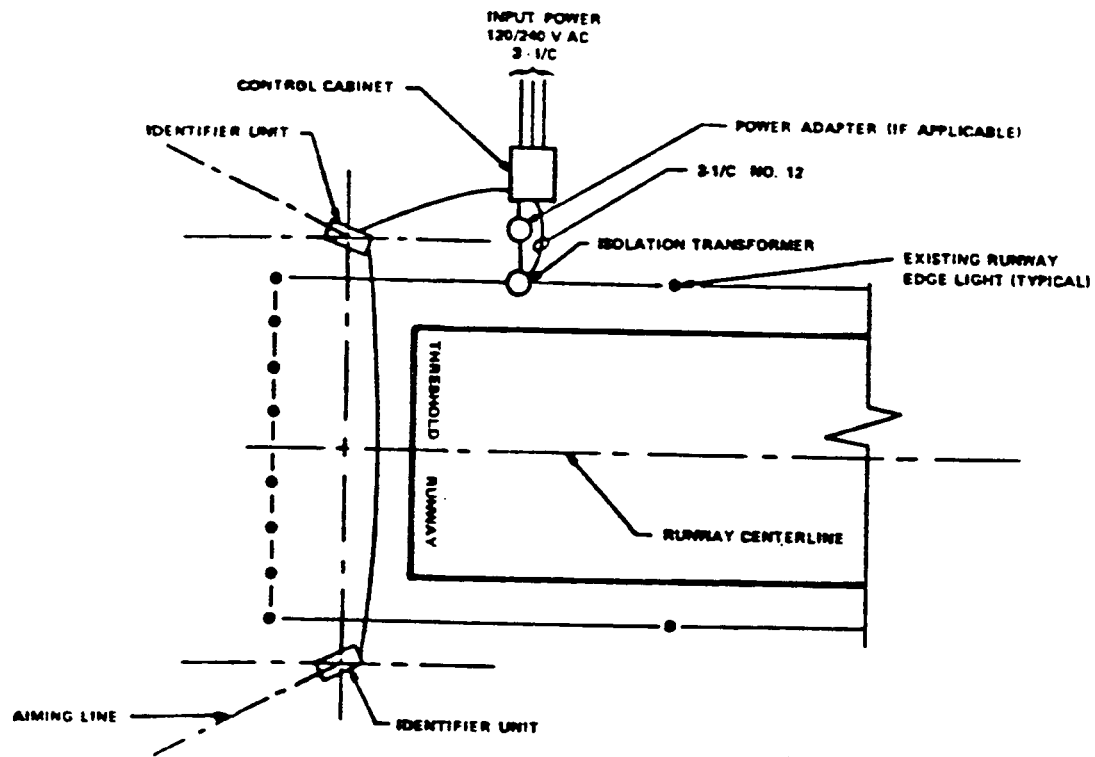 INPUT POWER
120/240 V AC
3 - 1/C
CONTROL CABINET
IDENTIFIER UNIT
POWER ADAPTER (IF APPLICABLE)
3-1/C NO. 12
ISOLATION TRANSFORMER
EXISTING RUNWAY
EDGE LIGHT (TYPICAL)
THRESHOLD RUNWAY
RUNWAY CENTERLINE
AIMING LINE
IDENTIFIER UNIT